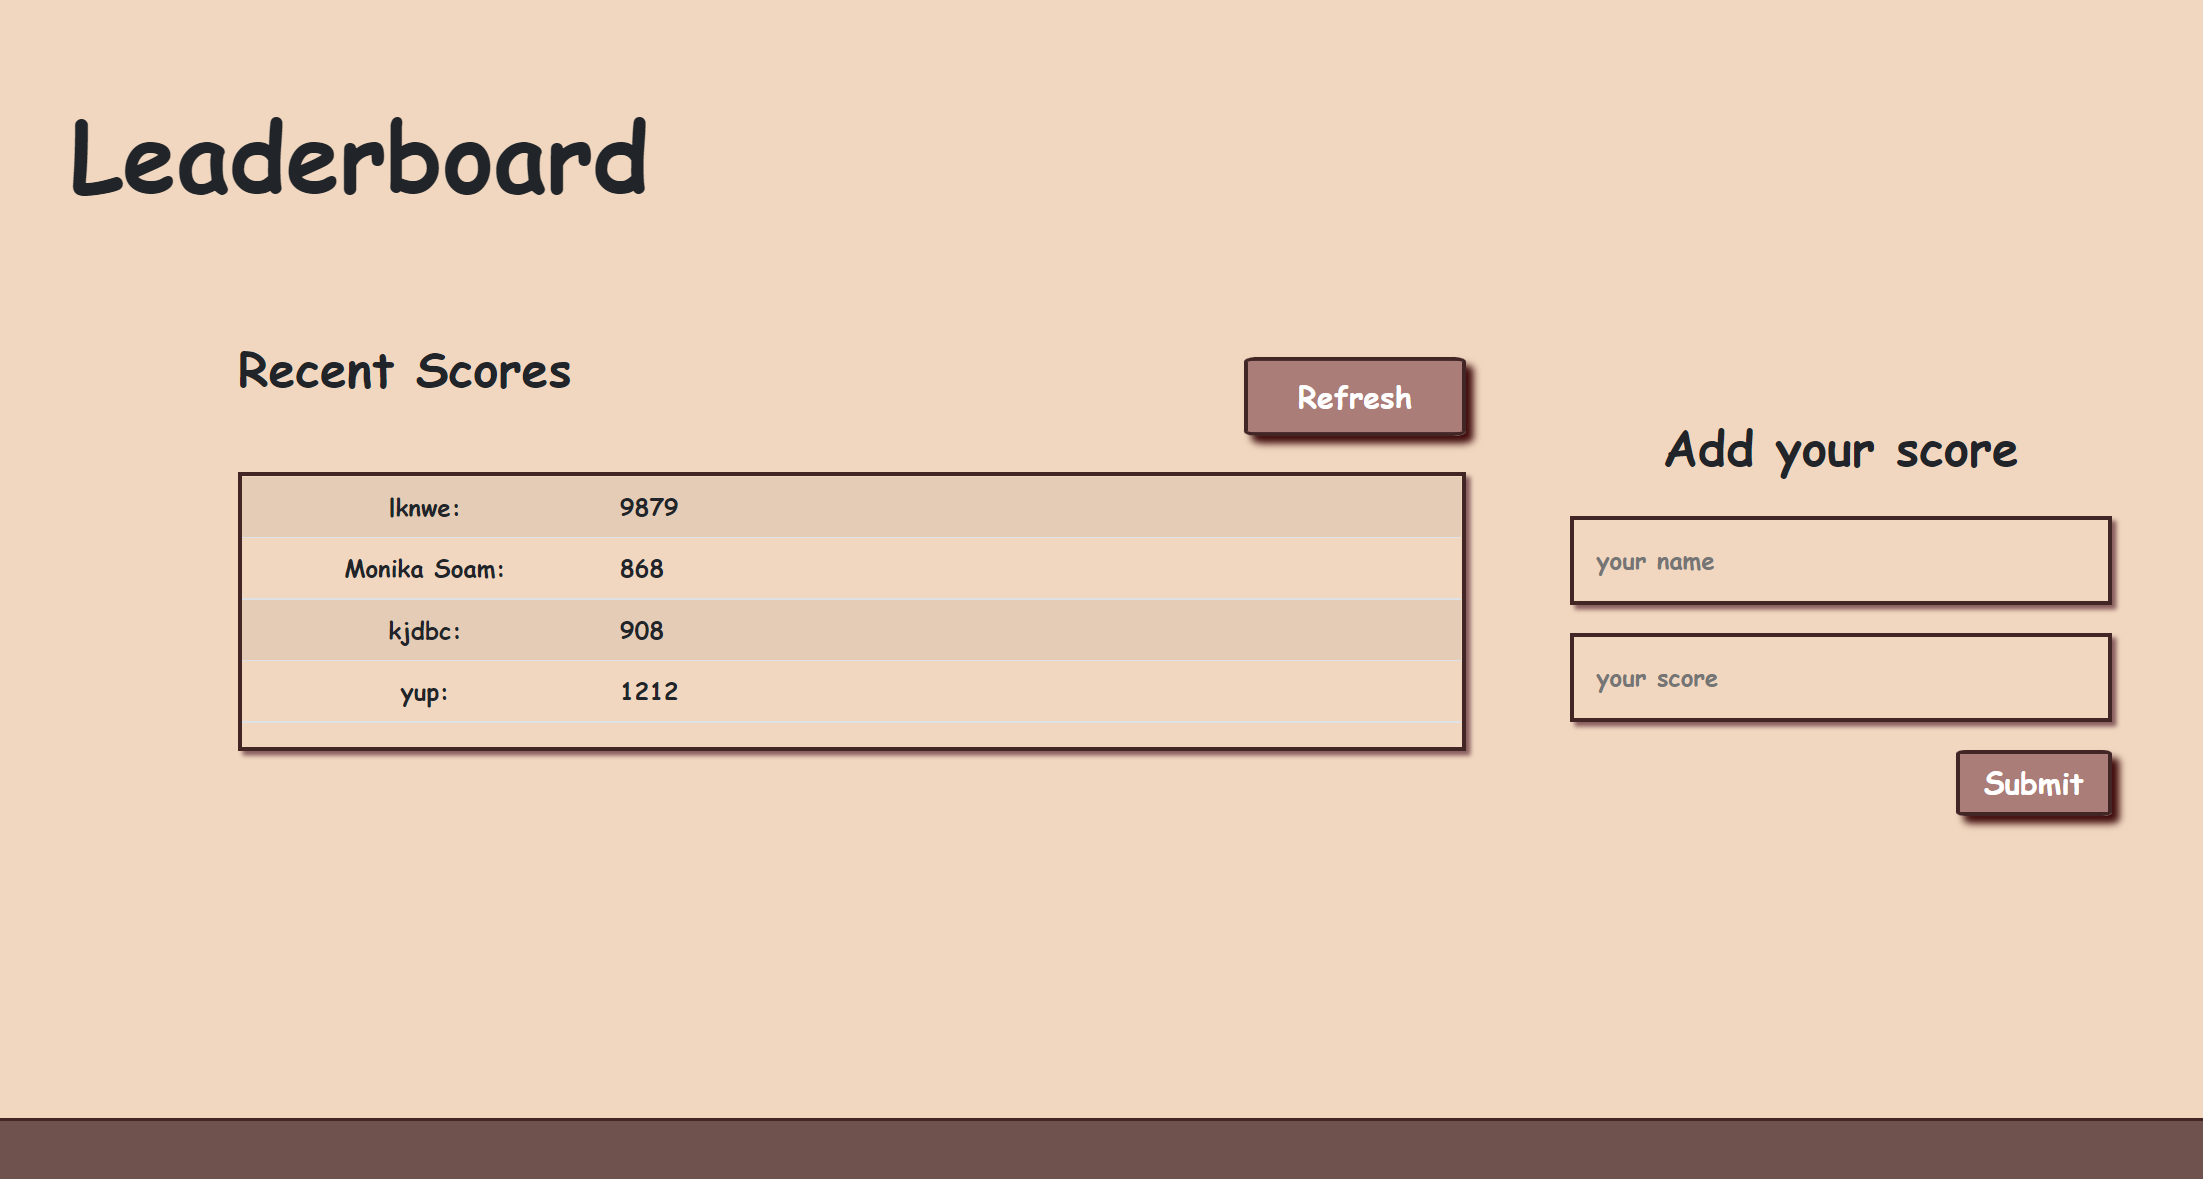 Leaderboard
Recent Scores
Refresh
lknwe: 9879
Monika Soam: 868
kjdbc: 908
yup: 1212
Add your score
your name
your score
Submit